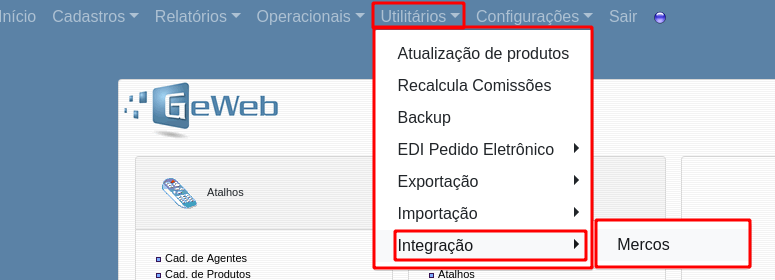 Início Cadastros Relatórios Operacionais Utilitários Configurações Sair
Atualização de produtos
Recalcula Comissões
Backup
EDI Pedido Eletrônico
Exportação
Importação
Integração
Mercos
GeWeb
Atalhos
Cad. de Agentes
Cad. de Produtos
Atalhos